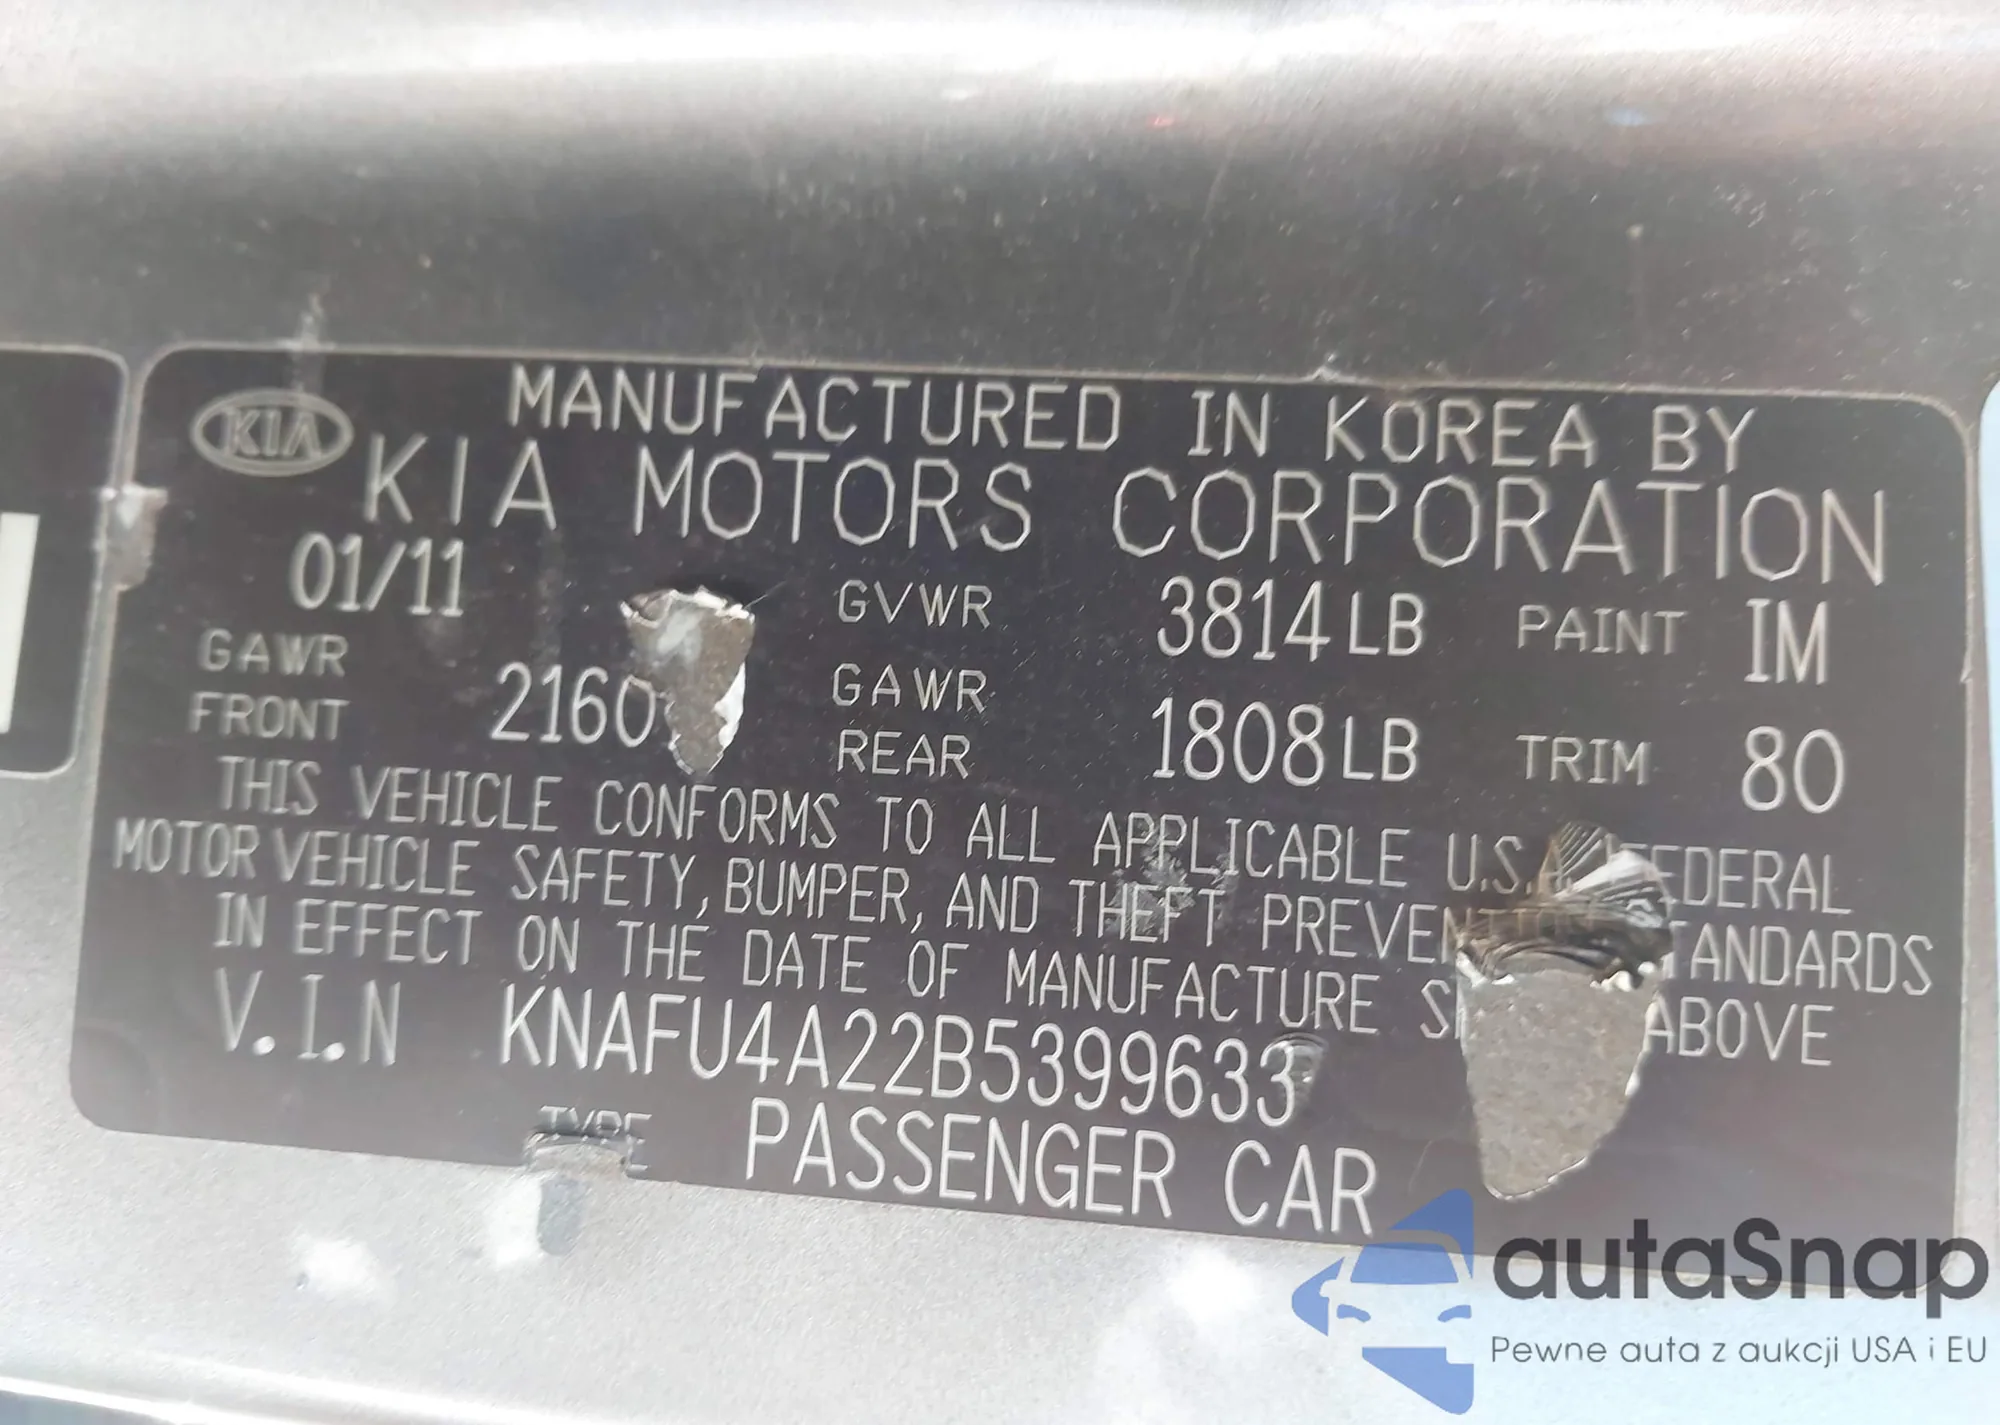 MANUFACTURED IN KOREA BY
KIA KIA MOTORS CORPORATION
01/11 GVWR 3814 LB PAINT IM
GAWR FRONT 2160 GAWR REAR 1808 LB TRIM 80
THIS VEHICLE CONFORMS TO ALL APPLICABLE U.S.A. FEDERAL
MOTOR VEHICLE SAFETY, BUMPER, AND THEFT PREVENTION STANDARDS
IN EFFECT ON THE DATE OF MANUFACTURE ABOVE
V.I.N KNAFU4A22B5399633
TYPE PASSENGER CAR
autaSnap
Pewne auta z aukcji USA i EU